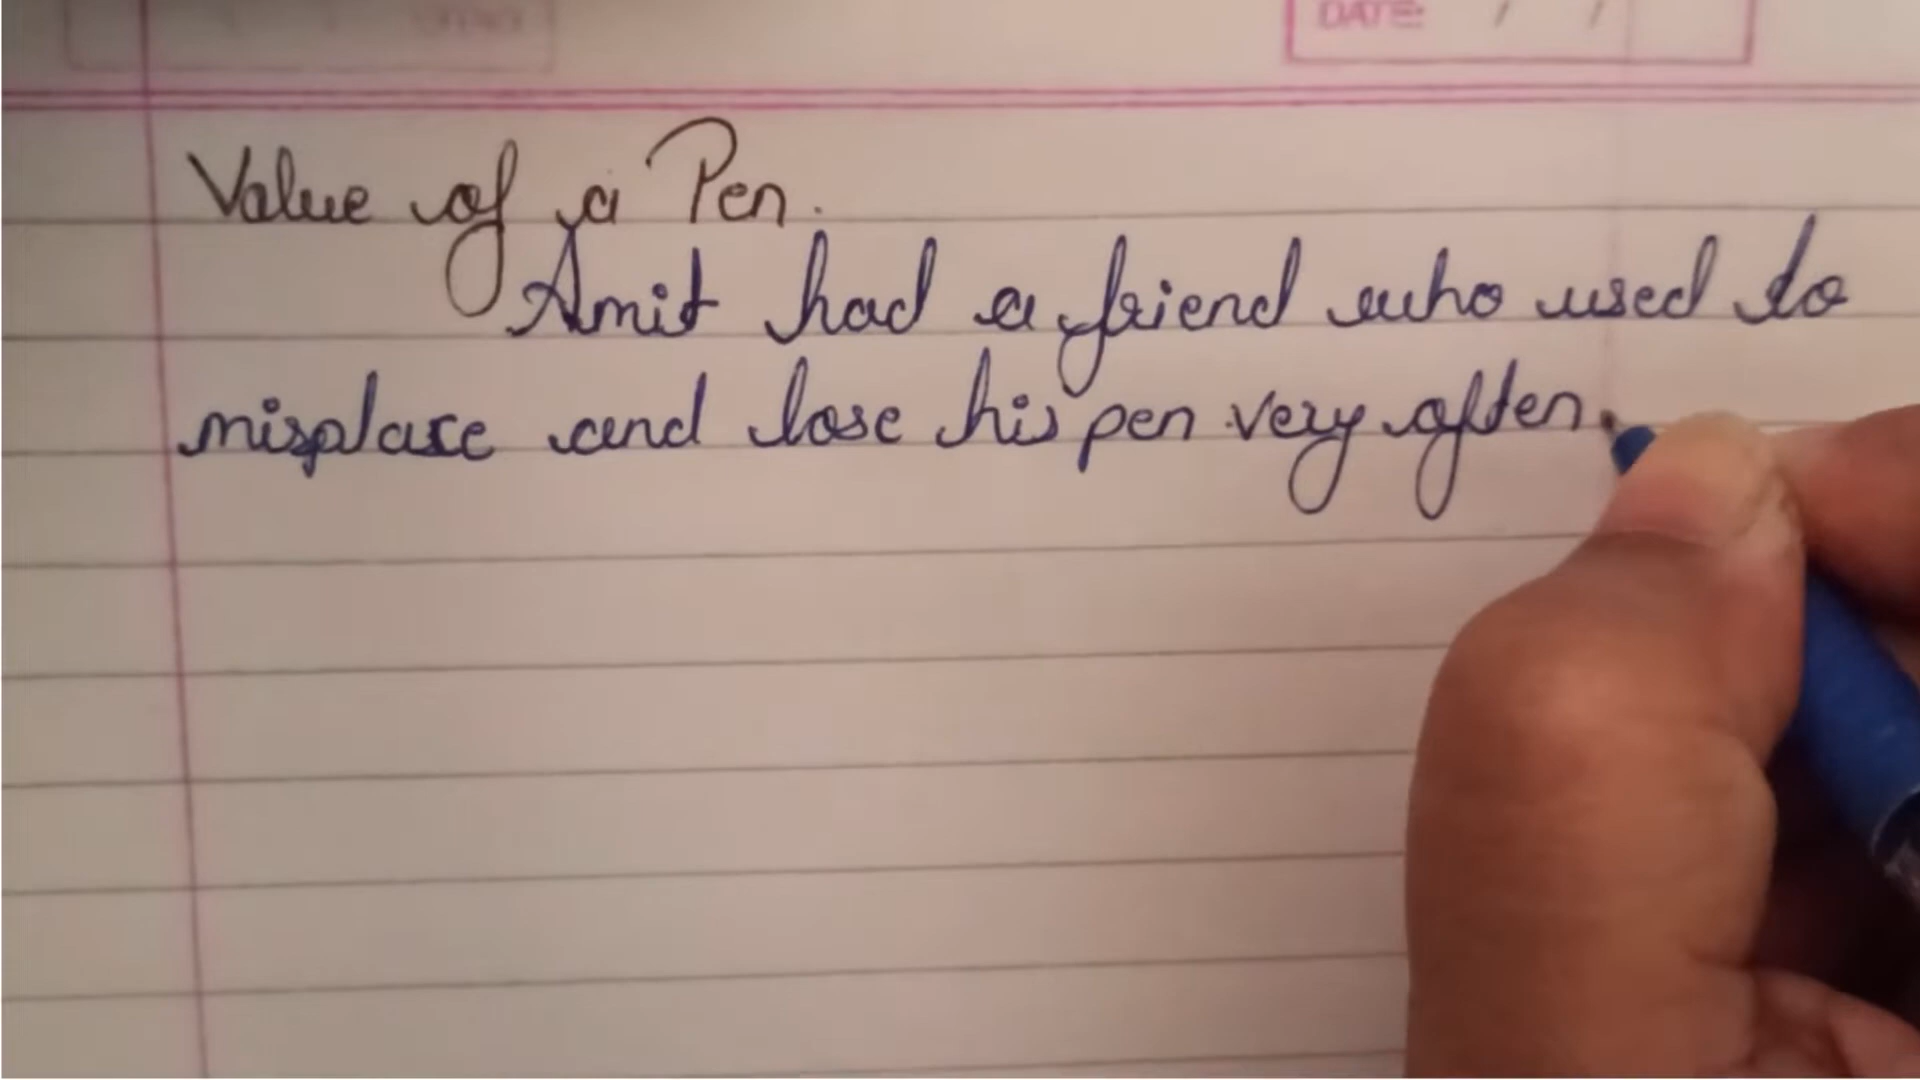 DATE: / /
Value of a Pen.
Amit had a friend who used to
misplace and lose his pen very often.